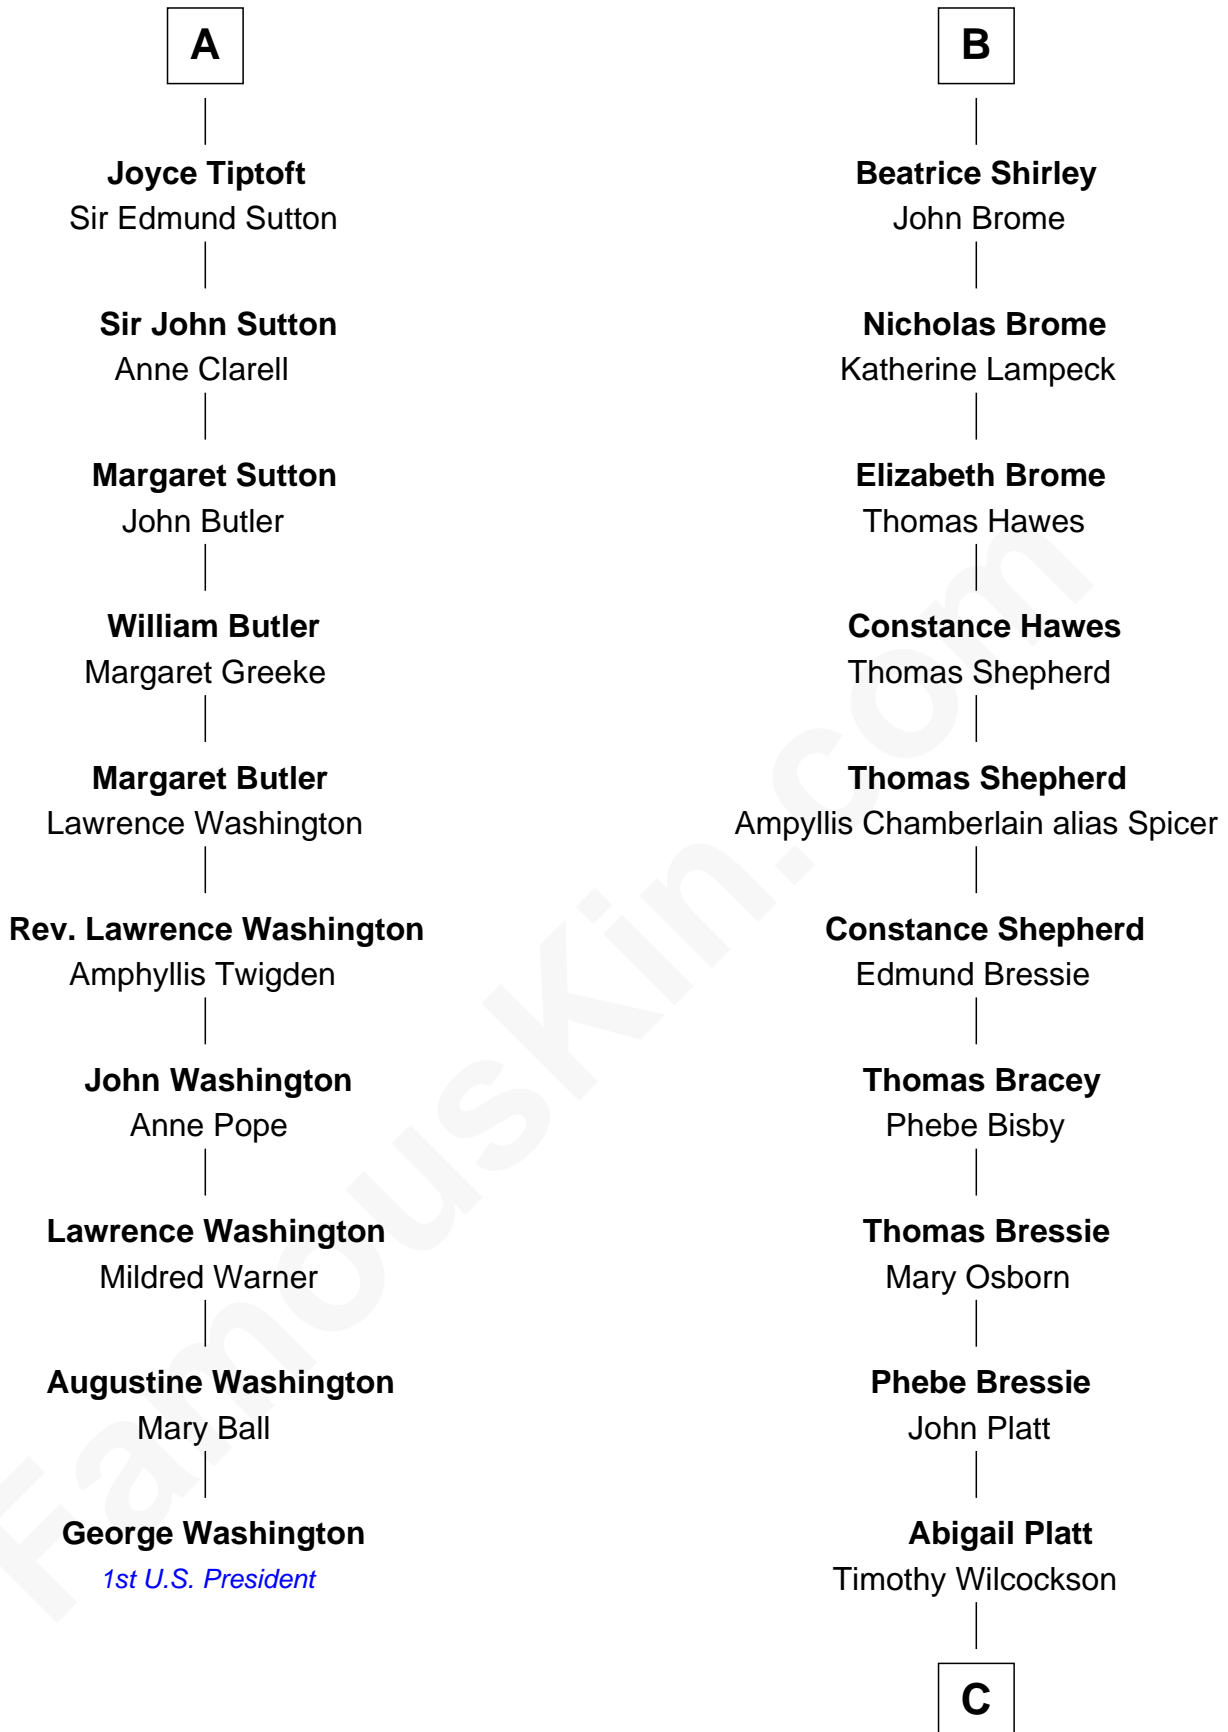 A
Joyce Tiptoft
Sir Edmund Sutton
Sir John Sutton
Anne Clarell
Margaret Sutton
John Butler
William Butler
Margaret Greeke
Margaret Butler
Lawrence Washington
Rev. Lawrence Washington
Amphyllis Twigden
John Washington
Anne Pope
Lawrence Washington
Mildred Warner
Augustine Washington
Mary Ball
George Washington
1st U.S. President
B
Beatrice Shirley
John Brome
Nicholas Brome
Katherine Lampeck
Elizabeth Brome
Thomas Hawes
Constance Hawes
Thomas Shepherd
Thomas Shepherd
Ampyllis Chamberlain alias Spicer
Constance Shepherd
Edmund Bressie
Thomas Bracey
Phebe Bisby
Thomas Bressie
Mary Osborn
Phebe Bressie
John Platt
Abigail Platt
Timothy Wilcockson
C
FamousKin.com